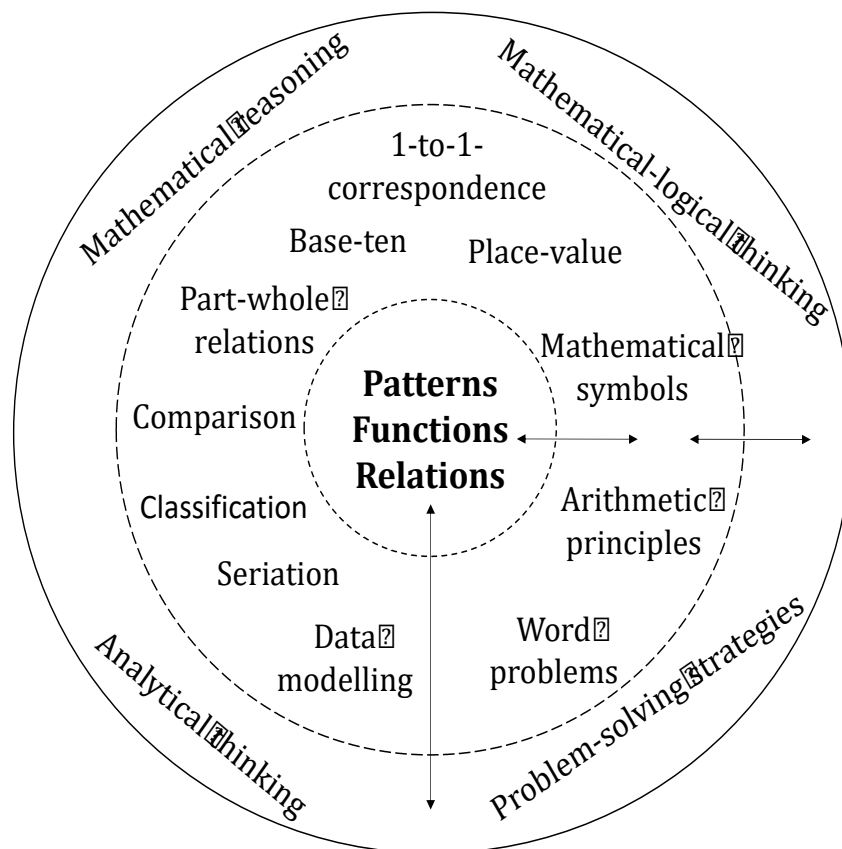 Mathematical reasoning
Mathematical-logical thinking
1-to-1-
correspondence
Base-ten
Place-value
Part-whole
relations
Mathematical
symbols
Patterns
Functions
Relations
Comparison
Classification
Arithmetic
principles
Seriation
Data
modelling
Word
problems
Analytical thinking
Problem-solving strategies